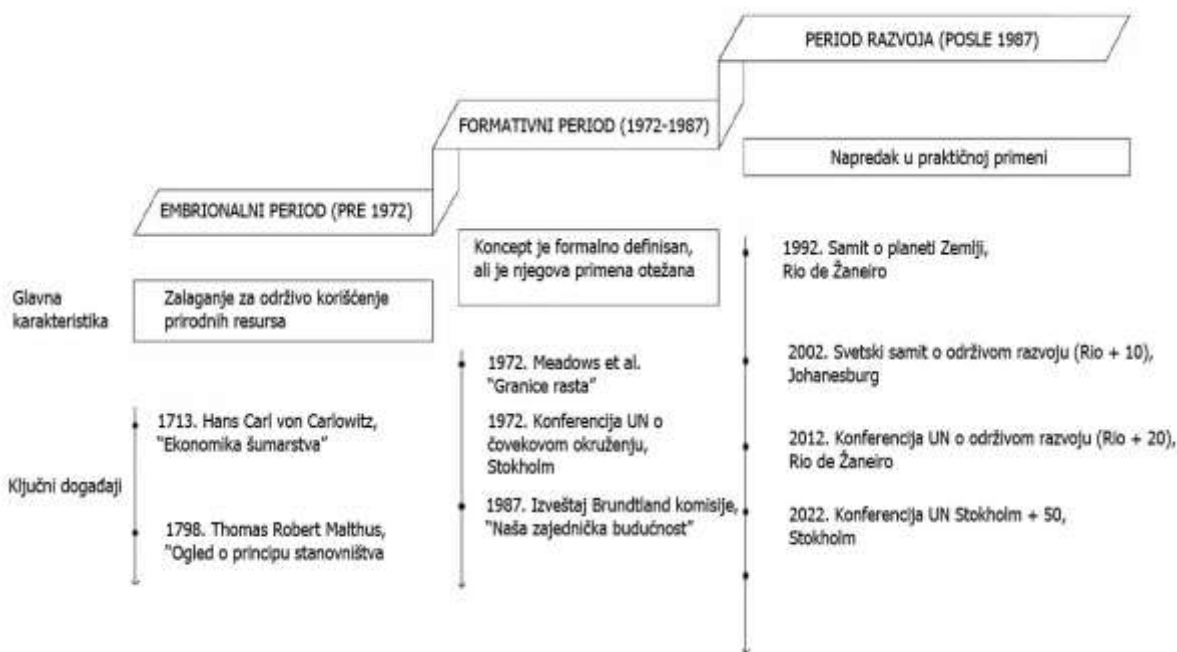 PERIOD RAZVOJA (POSLE 1987)
FORMATIVNI PERIOD (1972-1987)
EMBRIONALNI PERIOD (PRE 1972)
Glavna
karakteristika
Zalaganje za održivo korišćenje
prirodnih resursa
Koncept je formalno definisan,
ali je njegova primena otežana
Napredak u praktičnoj primeni
Ključni događaji
1713. Hans Carl von Carlowitz,
"Ekonomika šumarstva"
1798. Thomas Robert Malthus,
"Ogled o principu stanovništva
1972. Meadows et al.
"Granice rasta"
1972. Konferencija UN o
čovekovom okruženju,
Stokholm
1987. Izveštaj Brundtland komisije,
"Naša zajednička budućnost"
1992. Samit o planeti Zemlji,
Rio de Žaneiro
2002. Svetski samit o održivom razvoju (Rio + 10),
Johanesburg
2012. Konferencija UN o održivom razvoju (Rio + 20),
Rio de Žaneiro
2022. Konferencija UN Stokholm + 50,
Stokholm